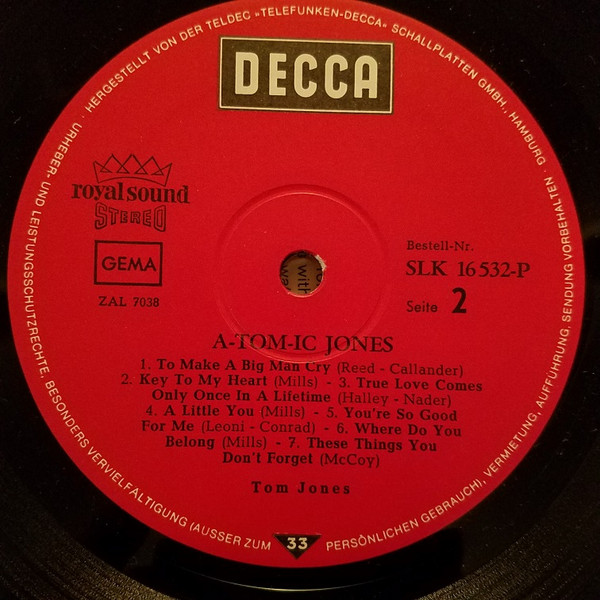 · HERGESTELLT VON DER TELDEC »TELEFUNKEN-DECCA« SCHALLPLATTEN GMBH, HAMBURG ·
URHEBER- UND LEISTUNGSSCHUTZRECHTE, BESONDERS VERVIELFÄLTIGUNG (AUSSER ZUM PERSÖNLICHEN GEBRAUCH), VERMIETUNG, AUFFÜHRUNG, SENDUNG VORBEHALTEN ·
DECCA
royal sound
STEREO
GEMA
ZAL 7038
Bestell-Nr.
SLK 16 532-P
Seite 2
with
A-TOM-IC JONES
1. To Make A Big Man Cry (Reed - Callander)
2. Key To My Heart (Mills) - 3. True Love Comes
Only Once In A Lifetime (Halley - Nader)
4. A Little You (Mills) - 5. You're So Good
For Me (Leoni - Conrad) - 6. Where Do You
Belong (Mills) - 7. These Things You
Don't Forget (McCoy)
Tom Jones
33